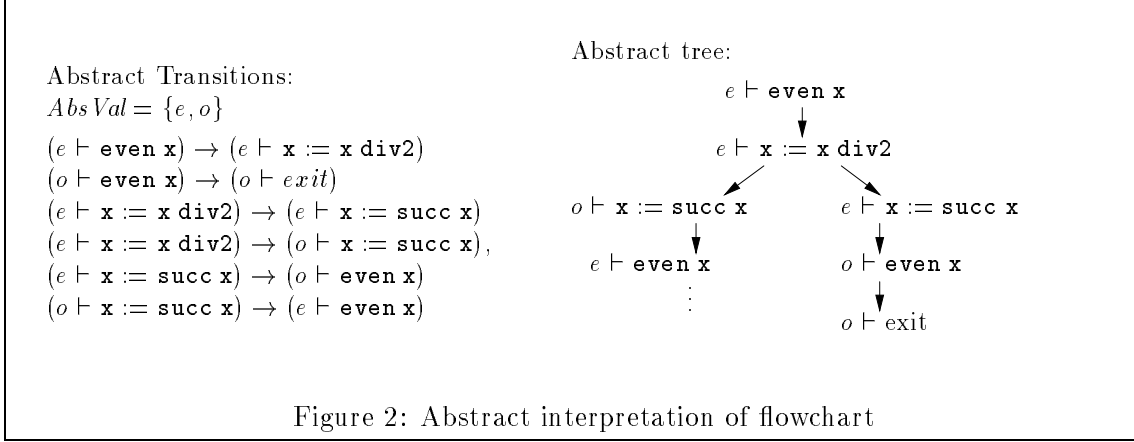 Abstract Transitions:
AbsVal = {e, o}
(e ⊢ even x) → (e ⊢ x := x div2)
(o ⊢ even x) → (o ⊢ exit)
(e ⊢ x := x div2) → (e ⊢ x := succ x)
(e ⊢ x := x div2) → (o ⊢ x := succ x),
(e ⊢ x := succ x) → (o ⊢ even x)
(o ⊢ x := succ x) → (e ⊢ even x)
Abstract tree:
e ⊢ even x
e ⊢ x := x div2
o ⊢ x := succ x e ⊢ x := succ x
e ⊢ even x o ⊢ even x
⋮
o ⊢ exit
Figure 2: Abstract interpretation of flowchart